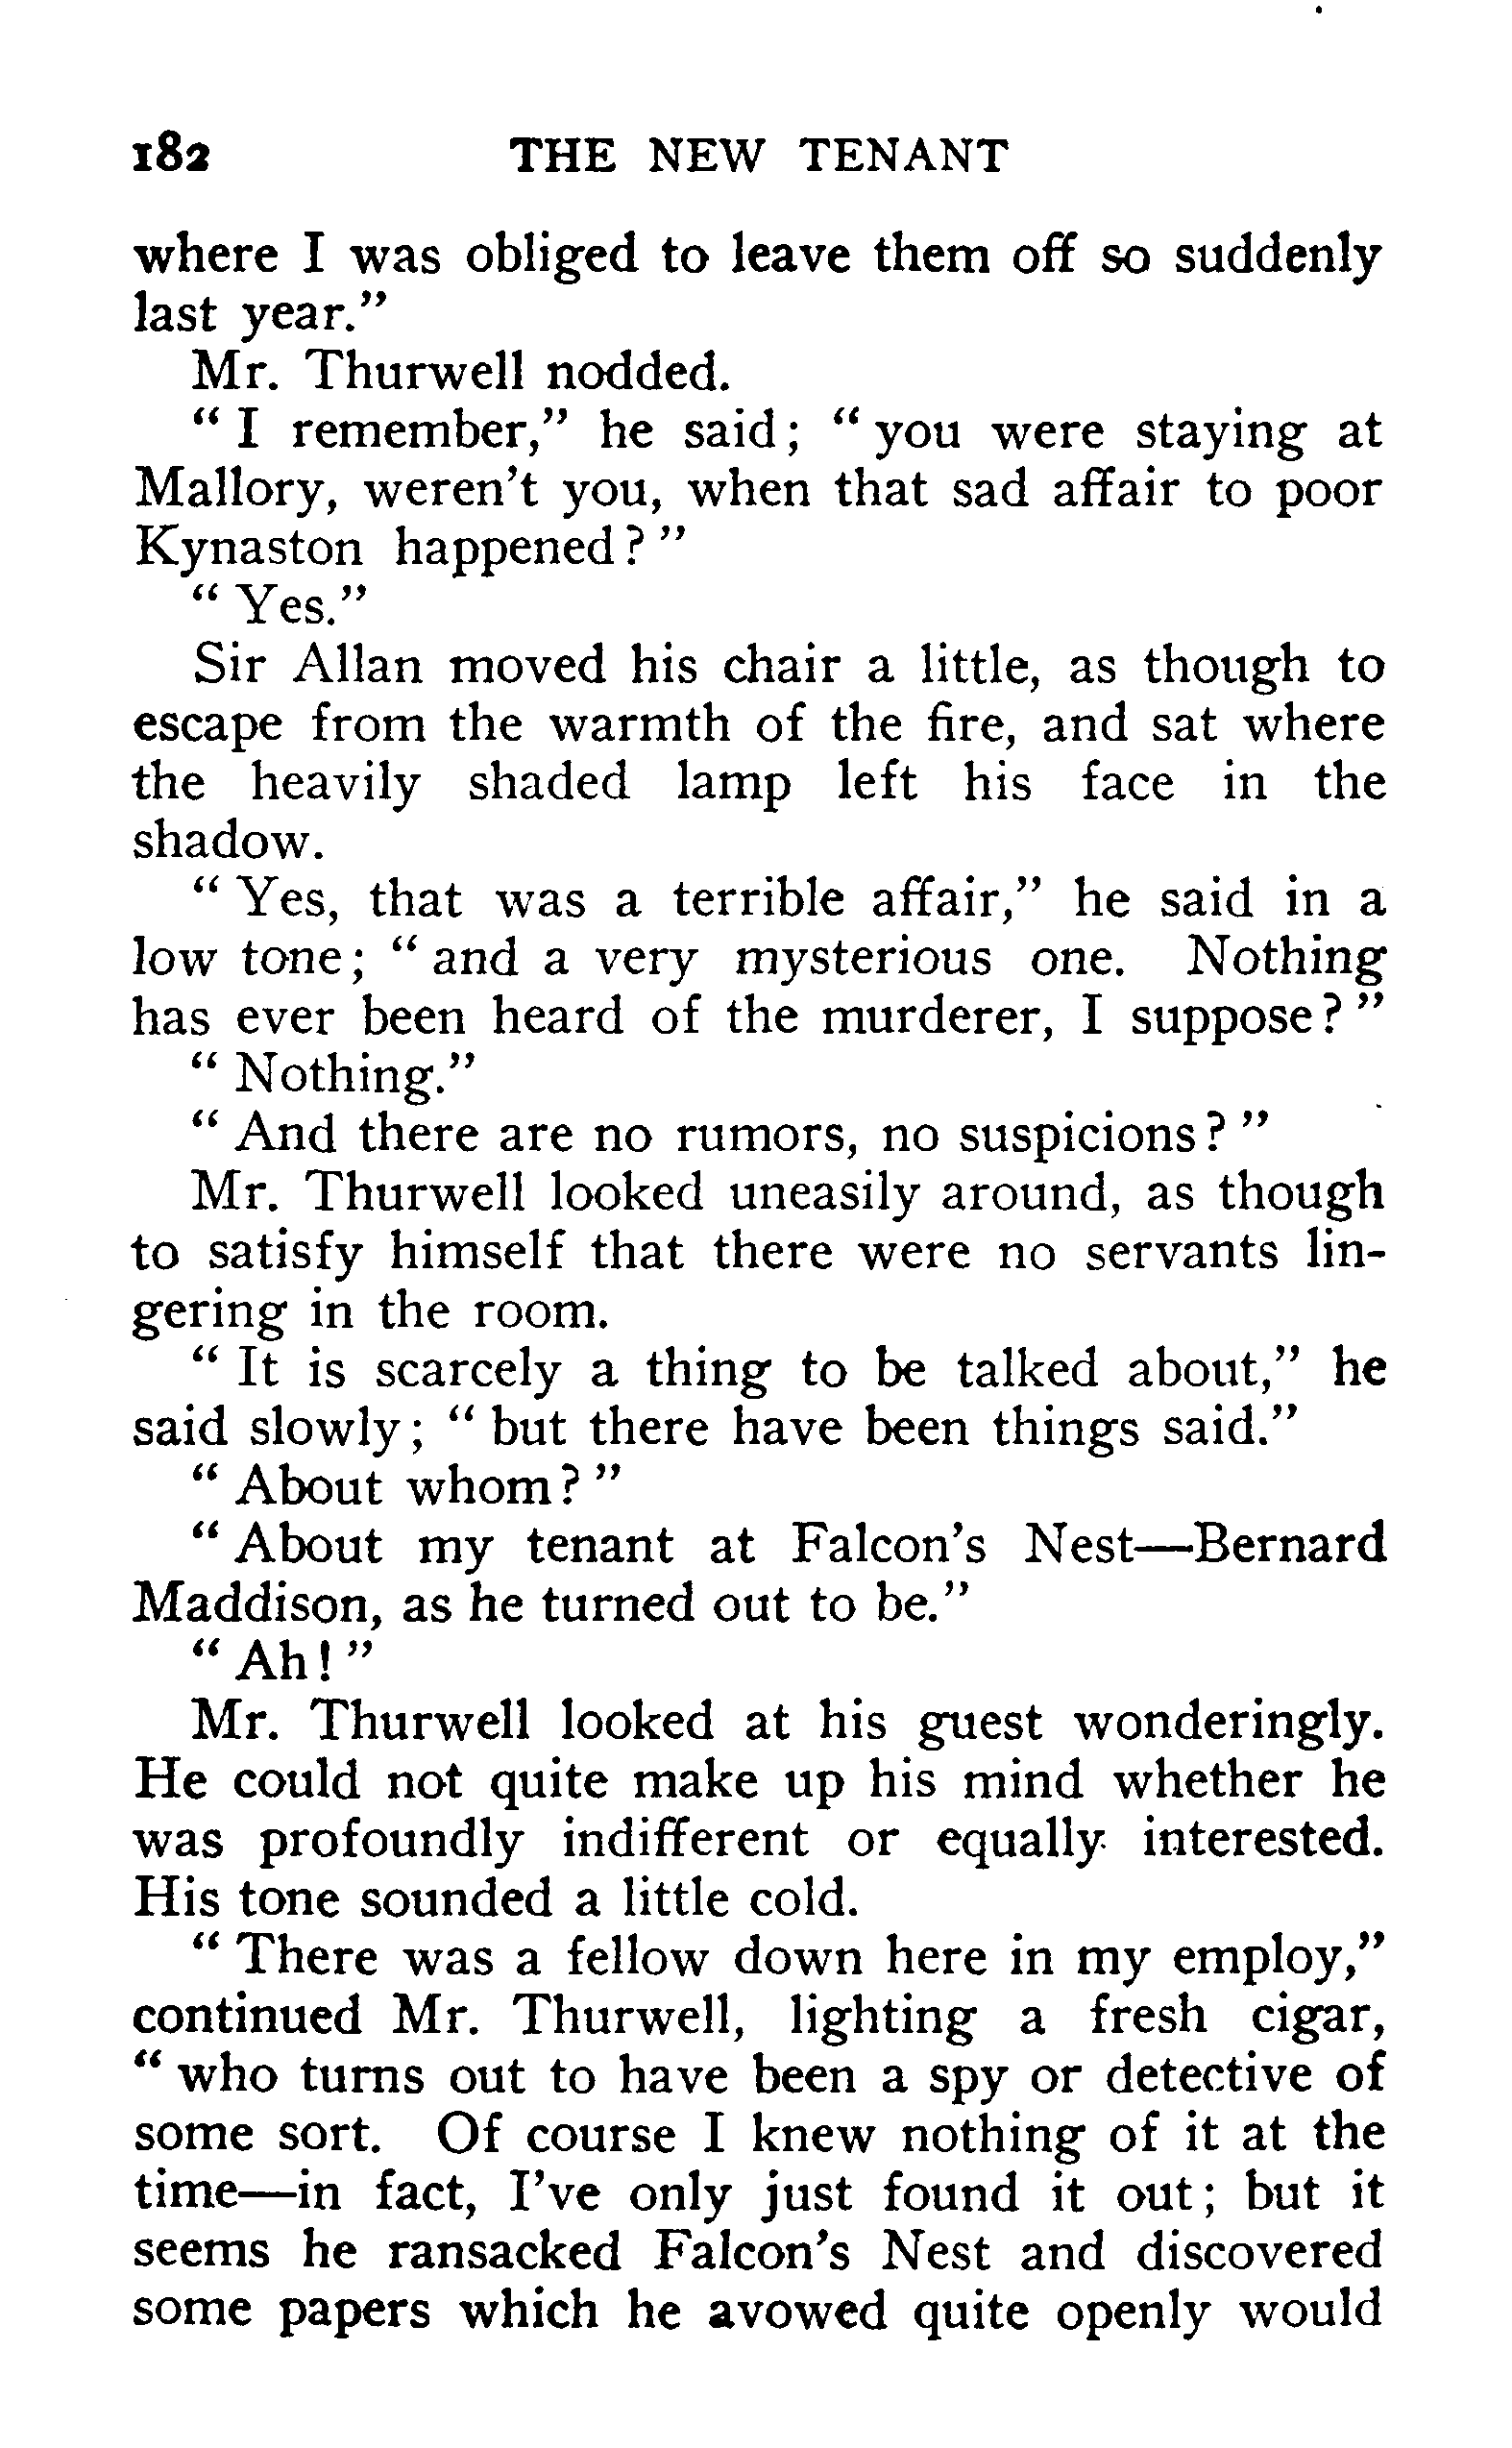 182 THE NEW TENANT
where I was obliged to leave them off so suddenly
last year."
Mr. Thurwell nodded.
"I remember," he said; "you were staying at
Mallory, weren't you, when that sad affair to poor
Kynaston happened?"
"Yes."
Sir Allan moved his chair a little, as though to
escape from the warmth of the fire, and sat where
the heavily shaded lamp left his face in the
shadow.
"Yes, that was a terrible affair," he said in a
low tone; "and a very mysterious one. Nothing
has ever been heard of the murderer, I suppose?"
"Nothing."
"And there are no rumors, no suspicions?"
Mr. Thurwell looked uneasily around, as though
to satisfy himself that there were no servants lin-
gering in the room.
"It is scarcely a thing to be talked about," he
said slowly; "but there have been things said."
"About whom?"
"About my tenant at Falcon's Nest—Bernard
Maddison, as he turned out to be."
"Ah!"
Mr. Thurwell looked at his guest wonderingly.
He could not quite make up his mind whether he
was profoundly indifferent or equally interested.
His tone sounded a little cold.
"There was a fellow down here in my employ,"
continued Mr. Thurwell, lighting a fresh cigar,
"who turns out to have been a spy or detective of
some sort. Of course I knew nothing of it at the
time—in fact, I've only just found it out; but it
seems he ransacked Falcon's Nest and discovered
some papers which he avowed quite openly would